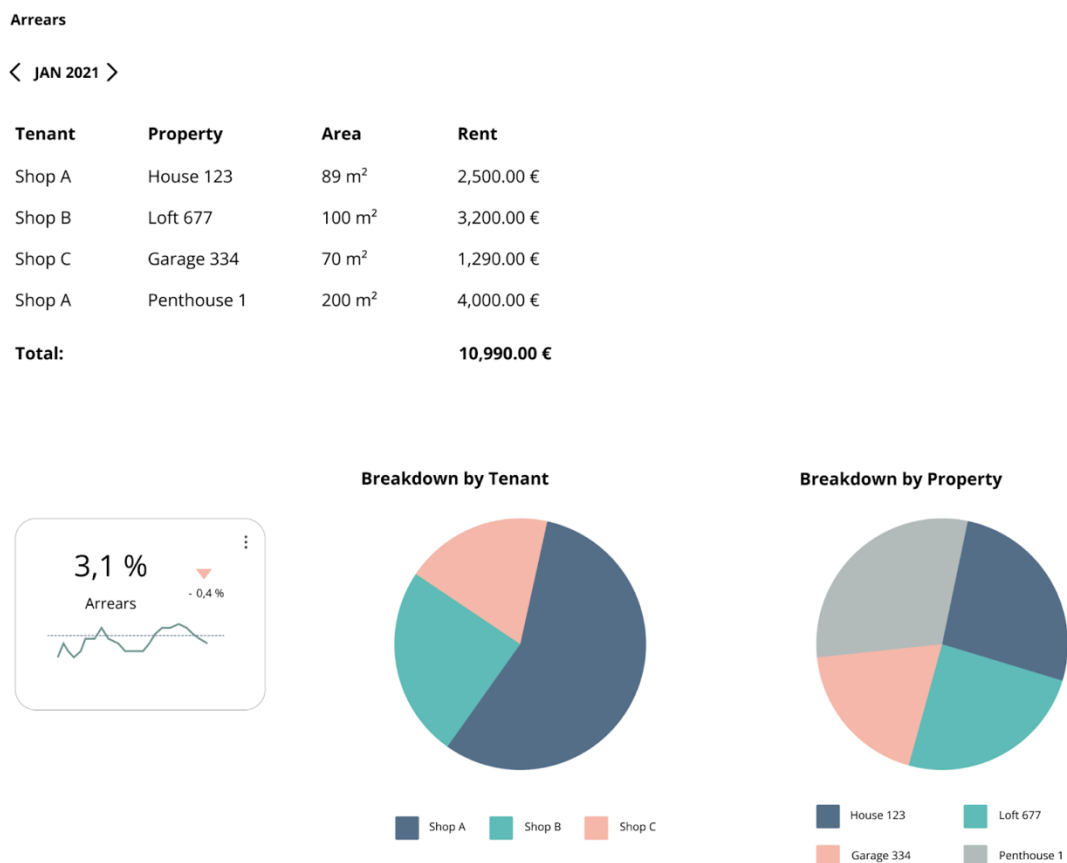 Arrears
JAN 2021
Tenant Property Area Rent
Shop A House 123 89 m² 2,500.00 €
Shop B Loft 677 100 m² 3,200.00 €
Shop C Garage 334 70 m² 1,290.00 €
Shop A Penthouse 1 200 m² 4,000.00 €
Total: 10,990.00 €
Breakdown by Tenant Breakdown by Property
3,1 %
- 0,4 %
Arrears
Shop A Shop B Shop C
House 123 Loft 677
Garage 334 Penthouse 1